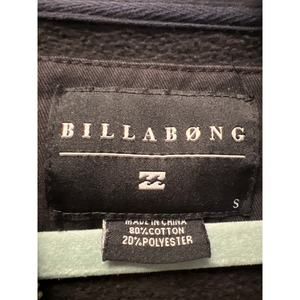 BILLABØNG
S
MADE IN CHINA
80%COTTON
20%POLYESTER